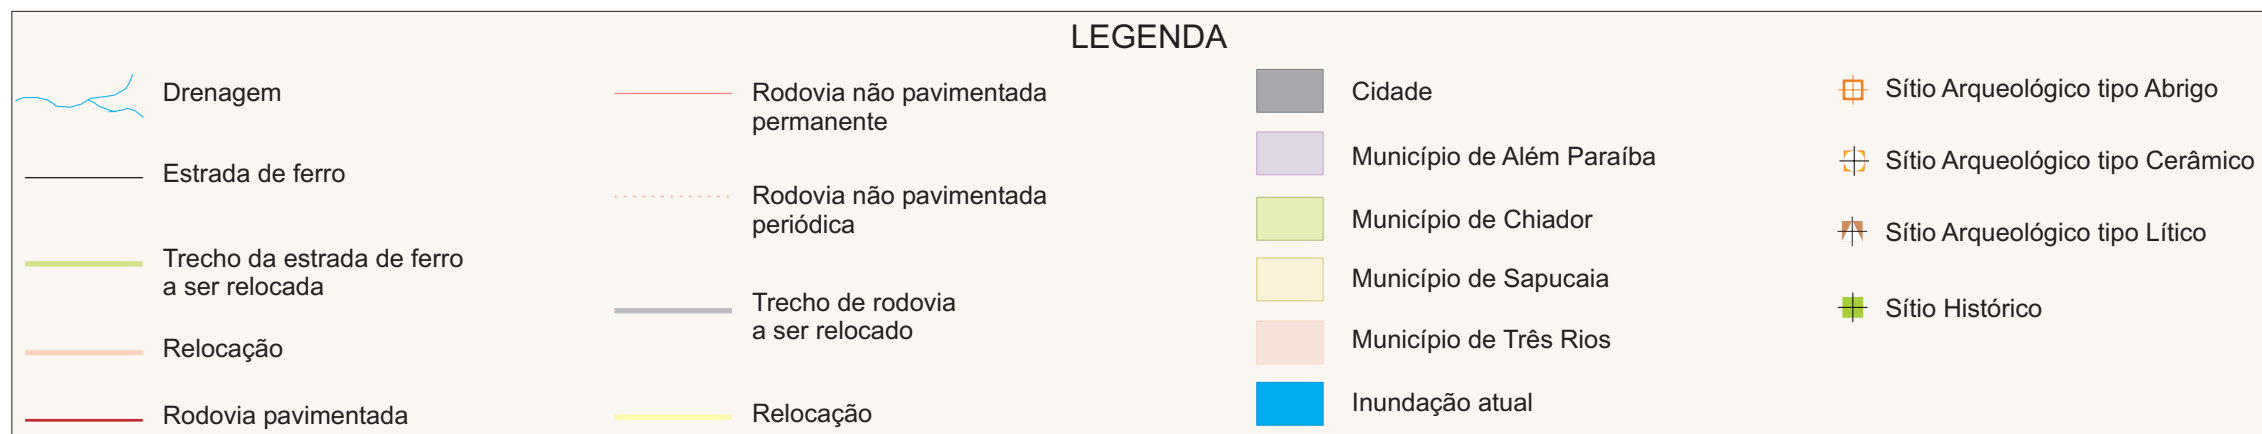 LEGENDA
Drenagem
Estrada de ferro
Trecho da estrada de ferro
a ser relocada
Relocação
Rodovia pavimentada
Rodovia não pavimentada
permanente
Rodovia não pavimentada
periódica
Trecho de rodovia
a ser relocado
Relocação
Cidade
Município de Além Paraíba
Município de Chiador
Município de Sapucaia
Município de Três Rios
Inundação atual
Sítio Arqueológico tipo Abrigo
Sítio Arqueológico tipo Cerâmico
Sítio Arqueológico tipo Lítico
Sítio Histórico